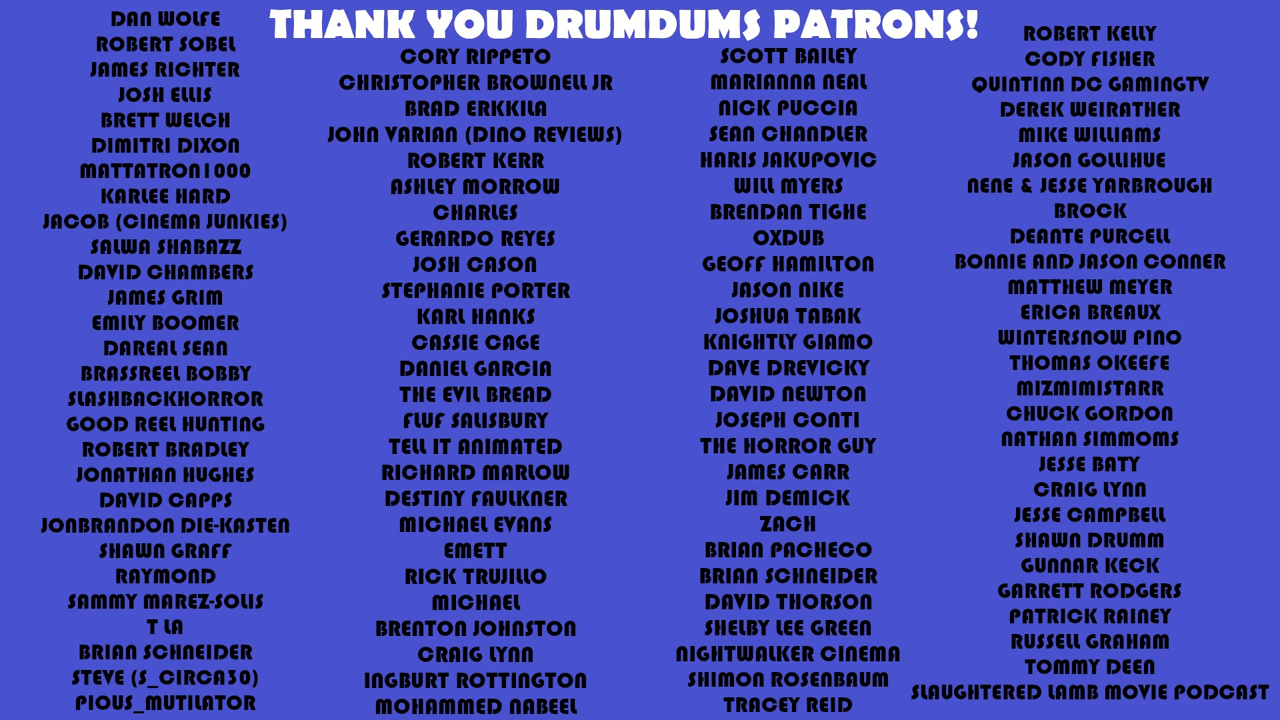 THANK YOU DRUMDUMS PATRONS!
DAN WOLFE
ROBERT SOBEL
JAMES RICHTER
JOSH ELLIS
BRETT WELCH
DIMITRI DIXON
MATTATRON1000
KARLEE HARD
JACOB (CINEMA JUNKIES)
SALWA SHABAZZ
DAVID CHAMBERS
JAMES GRIM
EMILY BOOMER
DAREAL SEAN
BRASSREEL BOBBY
SLASHBACKHORROR
GOOD REEL HUNTING
ROBERT BRADLEY
JONATHAN HUGHES
DAVID CAPPS
JONBRANDON DIE-KASTEN
SHAWN GRAFF
RAYMOND
SAMMY MAREZ-SOLIS
T LA
BRIAN SCHNEIDER
STEVE (S_CIRCA30)
PIOUS_MUTILATOR
CORY RIPPETO
CHRISTOPHER BROWNELL JR
BRAD ERKKILA
JOHN VARIAN (DINO REVIEWS)
ROBERT KERR
ASHLEY MORROW
CHARLES
GERARDO REYES
JOSH CASON
STEPHANIE PORTER
KARL HANKS
CASSIE CAGE
DANIEL GARCIA
THE EVIL BREAD
FLUF SALISBURY
TELL IT ANIMATED
RICHARD MARLOW
DESTINY FAULKNER
MICHAEL EVANS
EMETT
RICK TRUJILLO
MICHAEL
BRENTON JOHNSTON
CRAIG LYNN
INGBURT ROTTINGTON
MOHAMMED NABEEL
SCOTT BAILEY
MARIANNA NEAL
NICK PUCCIA
SEAN CHANDLER
HARIS JAKUPOVIC
WILL MYERS
BRENDAN TIGHE
OXDUB
GEOFF HAMILTON
JASON NIKE
JOSHUA TABAK
KNIGHTLY GIAMO
DAVE DREVICKY
DAVID NEWTON
JOSEPH CONTI
THE HORROR GUY
JAMES CARR
JIM DEMICK
ZACH
BRIAN PACHECO
BRIAN SCHNEIDER
DAVID THORSON
SHELBY LEE GREEN
NIGHTWALKER CINEMA
SHIMON ROSENBAUM
TRACEY REID
ROBERT KELLY
CODY FISHER
QUINTINN DC GAMINGTV
DEREK WEIRATHER
MIKE WILLIAMS
JASON GOLLIHUE
NENE & JESSE YARBROUGH
BROCK
DEANTE PURCELL
BONNIE AND JASON CONNER
MATTHEW MEYER
ERICA BREAUX
WINTERSNOW PINO
THOMAS OKEEFE
MIZMIMISTARR
CHUCK GORDON
NATHAN SIMMOMS
JESSE BATY
CRAIG LYNN
JESSE CAMPBELL
SHAWN DRUMM
GUNNAR KECK
GARRETT RODGERS
PATRICK RAINEY
RUSSELL GRAHAM
TOMMY DEEN
SLAUGHTERED LAMB MOVIE PODCAST